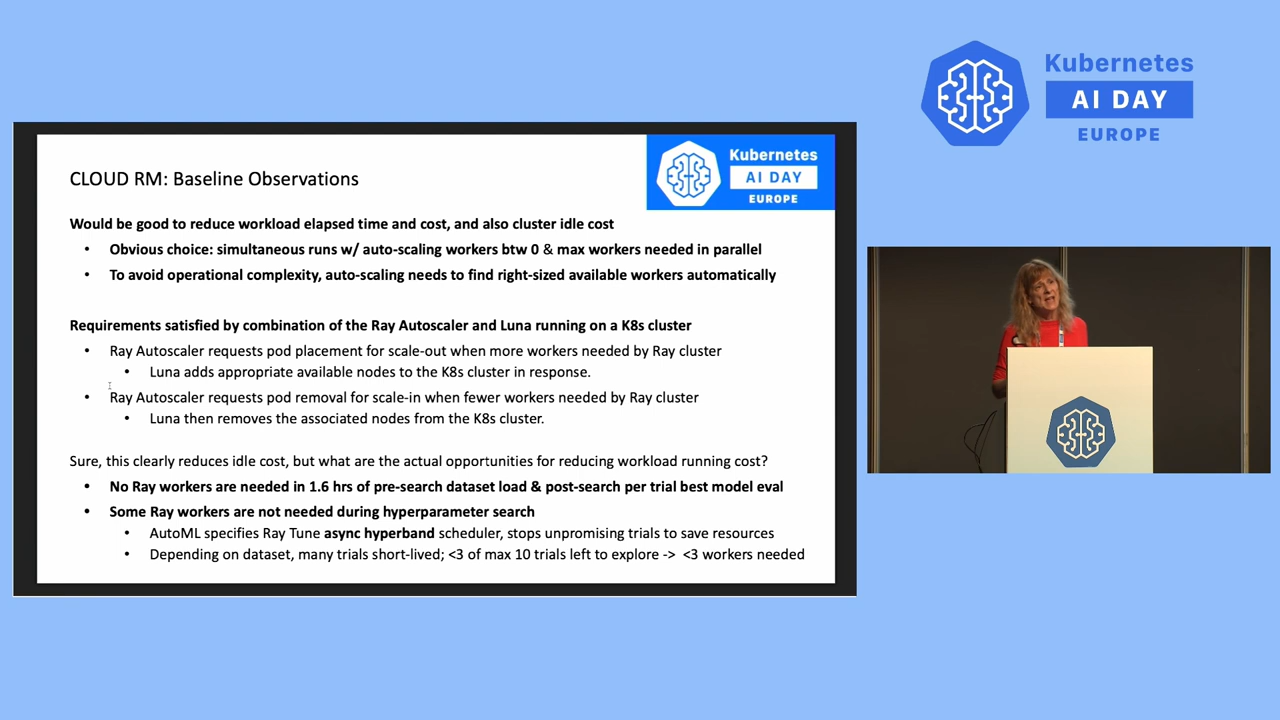 Kubernetes
AI DAY
EUROPE
Kubernetes
AI DAY
EUROPE
CLOUD RM: Baseline Observations
Would be good to reduce workload elapsed time and cost, and also cluster idle cost
• Obvious choice: simultaneous runs w/ auto-scaling workers btw 0 & max workers needed in parallel
• To avoid operational complexity, auto-scaling needs to find right-sized available workers automatically
Requirements satisfied by combination of the Ray Autoscaler and Luna running on a K8s cluster
• Ray Autoscaler requests pod placement for scale-out when more workers needed by Ray cluster
• Luna adds appropriate available nodes to the K8s cluster in response.
• Ray Autoscaler requests pod removal for scale-in when fewer workers needed by Ray cluster
• Luna then removes the associated nodes from the K8s cluster.
Sure, this clearly reduces idle cost, but what are the actual opportunities for reducing workload running cost?
• No Ray workers are needed in 1.6 hrs of pre-search dataset load & post-search per trial best model eval
• Some Ray workers are not needed during hyperparameter search
• AutoML specifies Ray Tune async hyperband scheduler, stops unpromising trials to save resources
• Depending on dataset, many trials short-lived; <3 of max 10 trials left to explore -> <3 workers needed